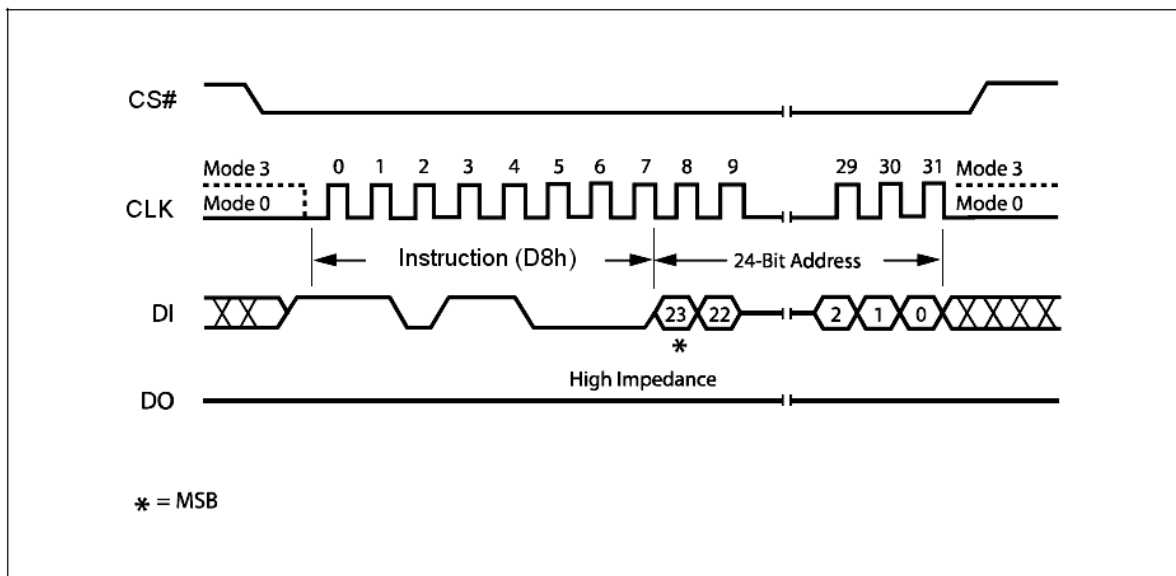 CS#
Mode 3 0 1 2 3 4 5 6 7 8 9 29 30 31 Mode 3
CLK Mode 0 Mode 0
Instruction (D8h) 24-Bit Address
DI 23 22 2 1 0
*
High Impedance
DO
* = MSB